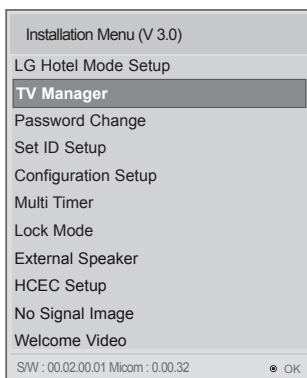 Installation Menu (V 3.0)
LG Hotel Mode Setup
TV Manager
Password Change
Set ID Setup
Configuration Setup
Multi Timer
Lock Mode
External Speaker
HCEC Setup
No Signal Image
Welcome Video
S/W : 00.02.00.01 Micom : 0.00.32 ◉ OK